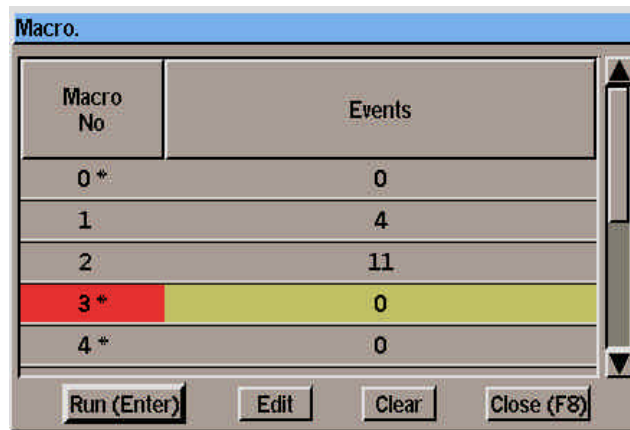 Macro.
Macro
No
Events
0 * 0
1 4
2 11
3 * 0
4 * 0
Run (Enter) Edit Clear Close (F8)